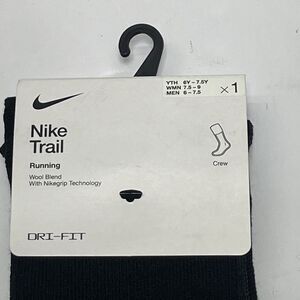 YTH 6Y – 7.5Y
WMN 7.5 – 9
MEN 6 – 7.5
×1
Nike
Trail
Running
Wool Blend
With Nikegrip Technology
Crew
DRI-FIT